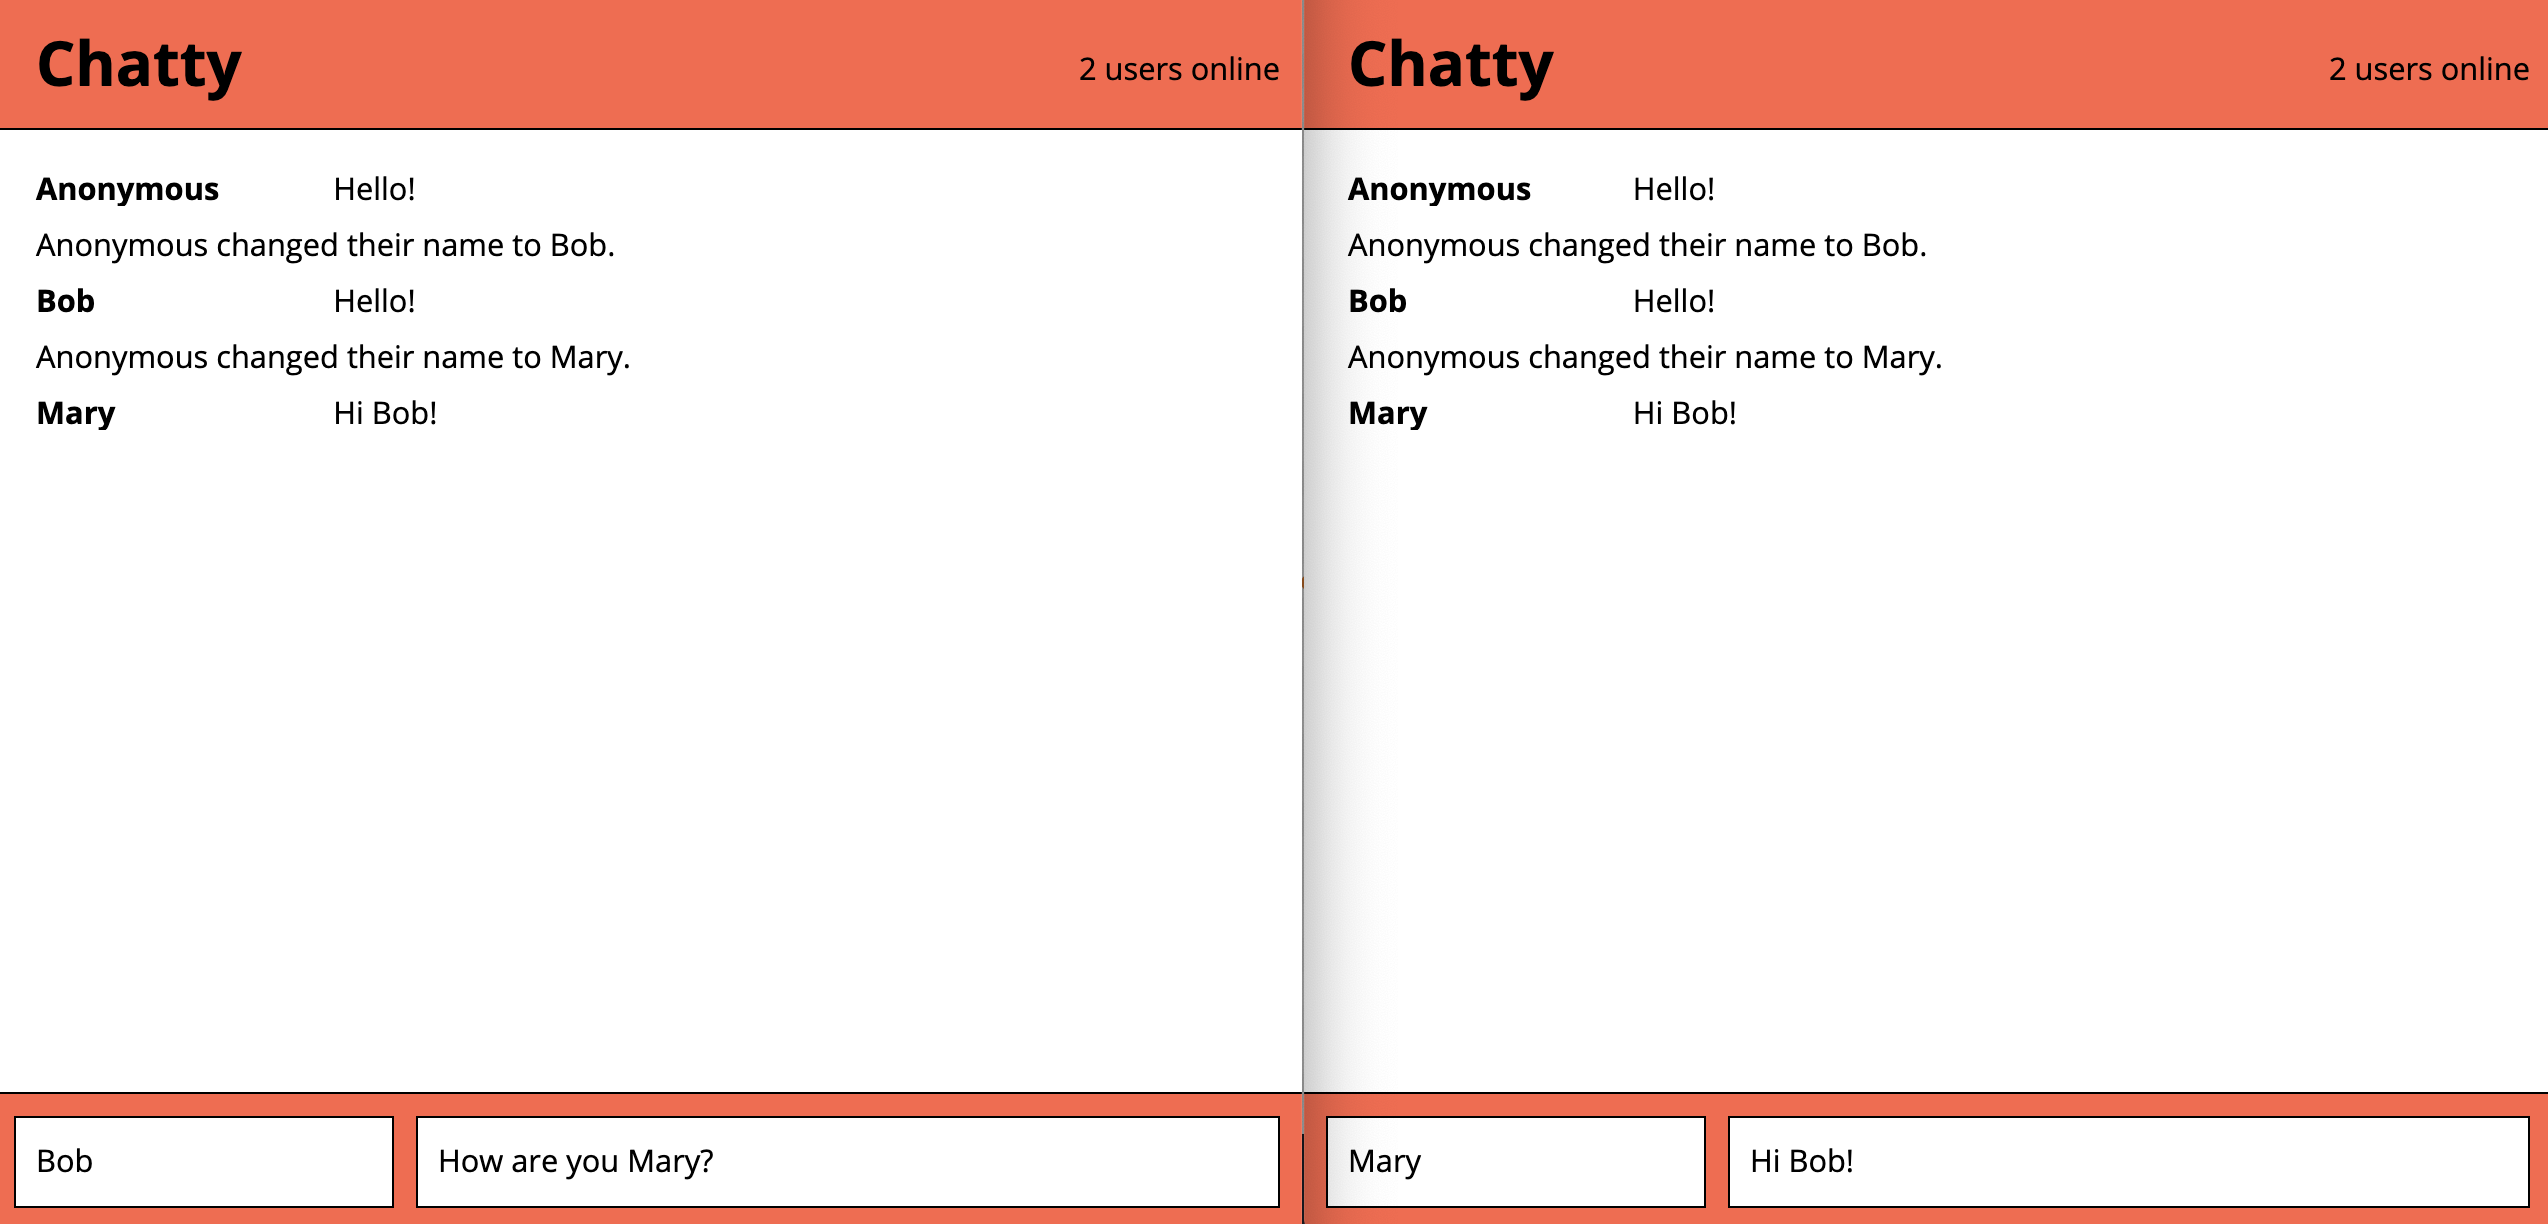 Chatty
2 users online
Anonymous Hello!
Anonymous changed their name to Bob.
Bob Hello!
Anonymous changed their name to Mary.
Mary Hi Bob!
Bob
How are you Mary?
Chatty
2 users online
Anonymous Hello!
Anonymous changed their name to Bob.
Bob Hello!
Anonymous changed their name to Mary.
Mary Hi Bob!
Mary
Hi Bob!